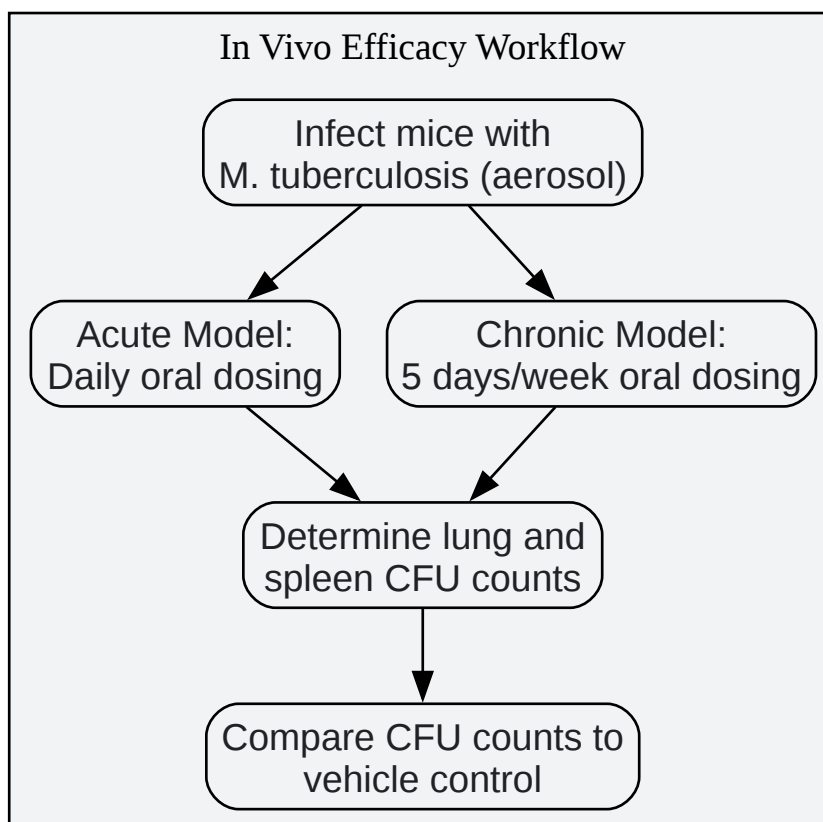 In Vivo Efficacy Workflow
Infect mice with
M. tuberculosis (aerosol)
Acute Model:
Daily oral dosing
Chronic Model:
5 days/week oral dosing
Determine lung and
spleen CFU counts
Compare CFU counts to
vehicle control